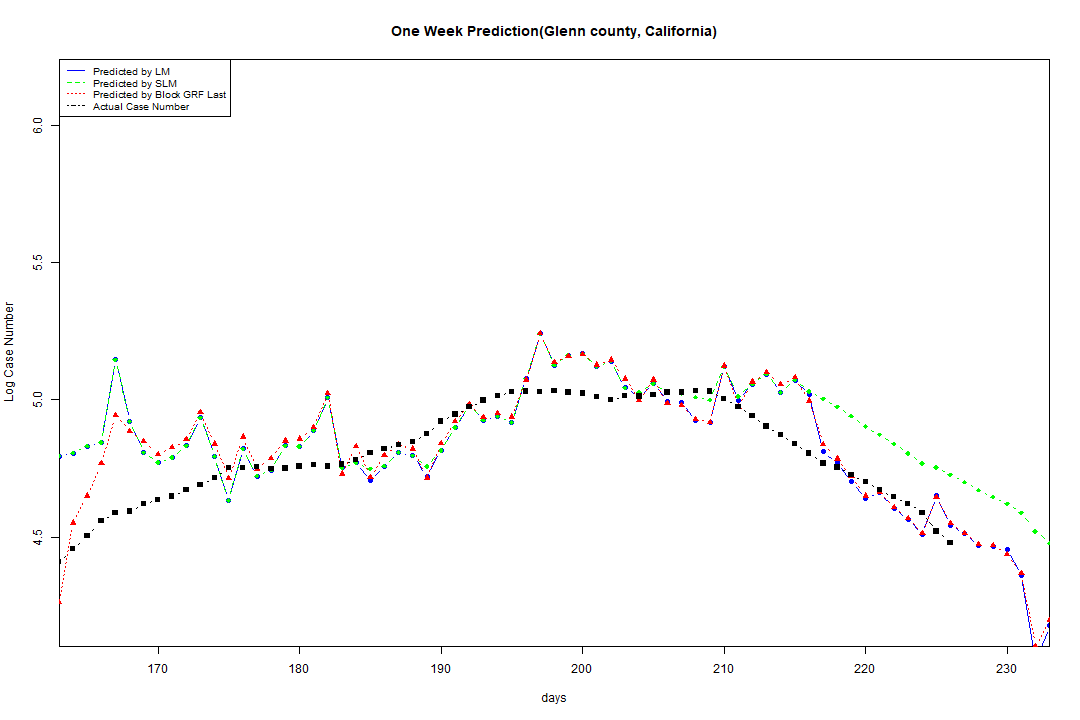 One Week Prediction(Glenn county, California)
Predicted by LM
Predicted by SLM
Predicted by Block GRF Last
Actual Case Number
6.0
5.5
5.0
4.5
Log Case Number
170 180 190 200 210 220 230
days